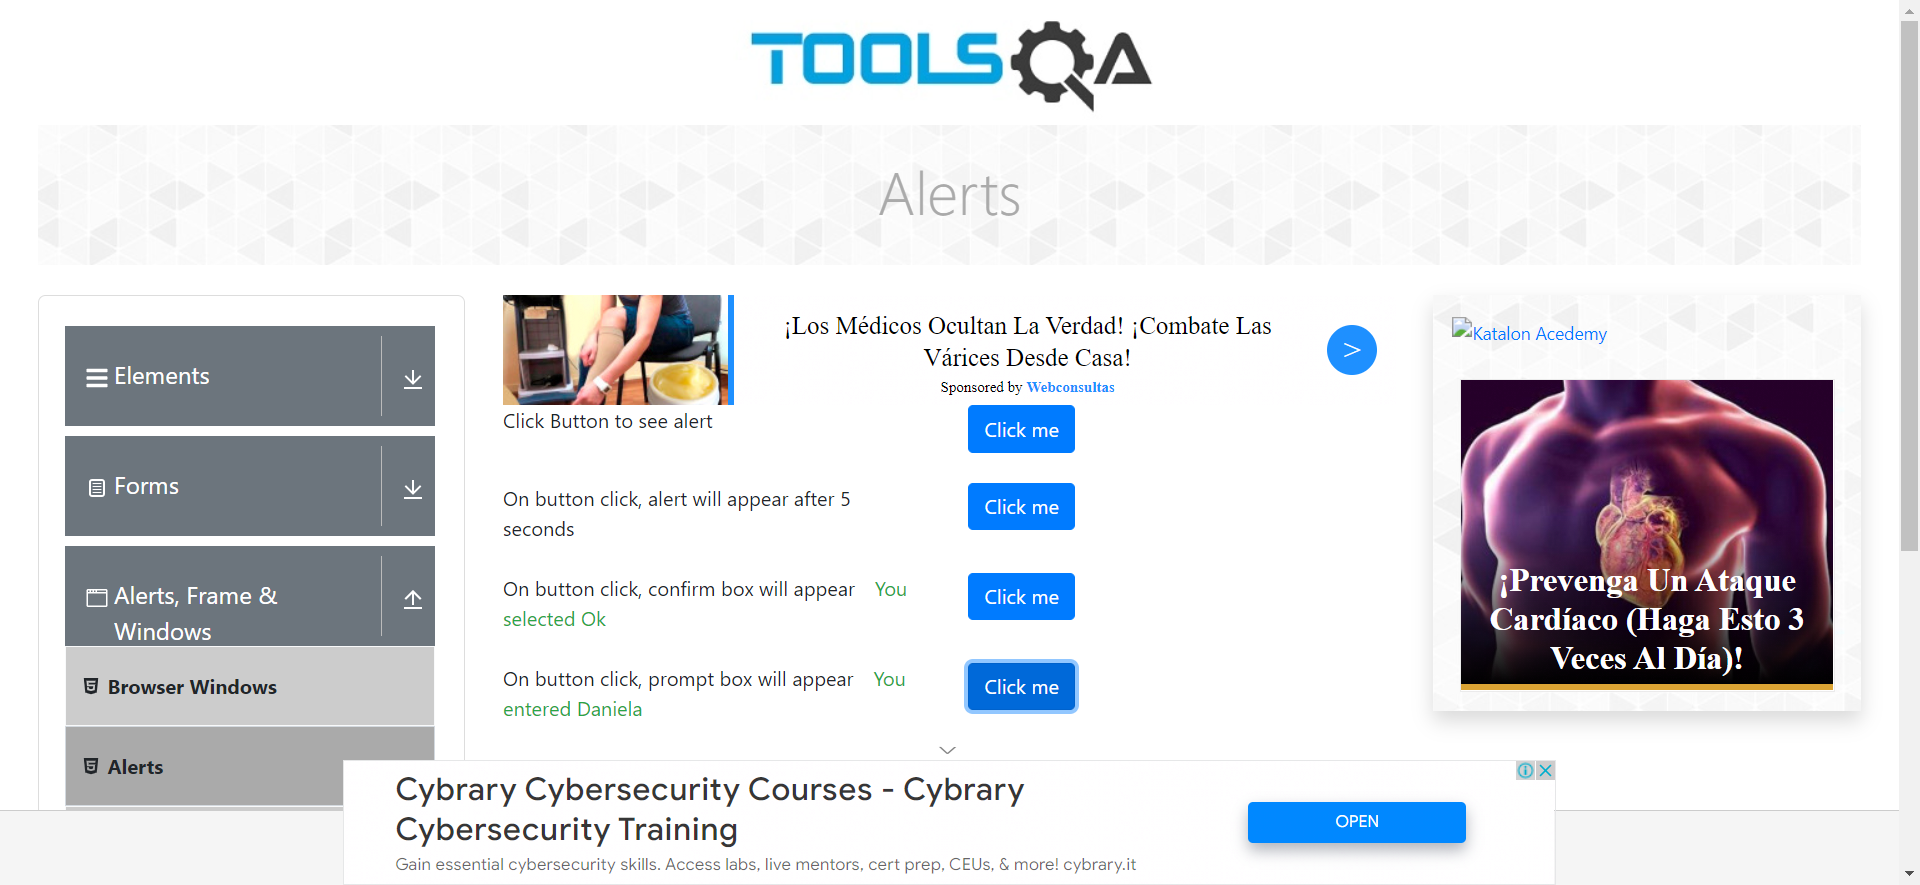 TOOLSQA
Alerts
Elements
Forms
Alerts, Frame &
Windows
Browser Windows
Alerts
¡Los Médicos Ocultan La Verdad! ¡Combate Las
Várices Desde Casa!
Sponsored by Webconsultas
>
Click Button to see alert
Click me
On button click, alert will appear after 5
seconds
Click me
On button click, confirm box will appear You
selected Ok
Click me
On button click, prompt box will appear You
entered Daniela
Click me
Katalon Acedemy
¡Prevenga Un Ataque
Cardíaco (Haga Esto 3
Veces Al Día)!
Cybrary Cybersecurity Courses - Cybrary
Cybersecurity Training
Gain essential cybersecurity skills. Access labs, live mentors, cert prep, CEUs, & more! cybrary.it
OPEN